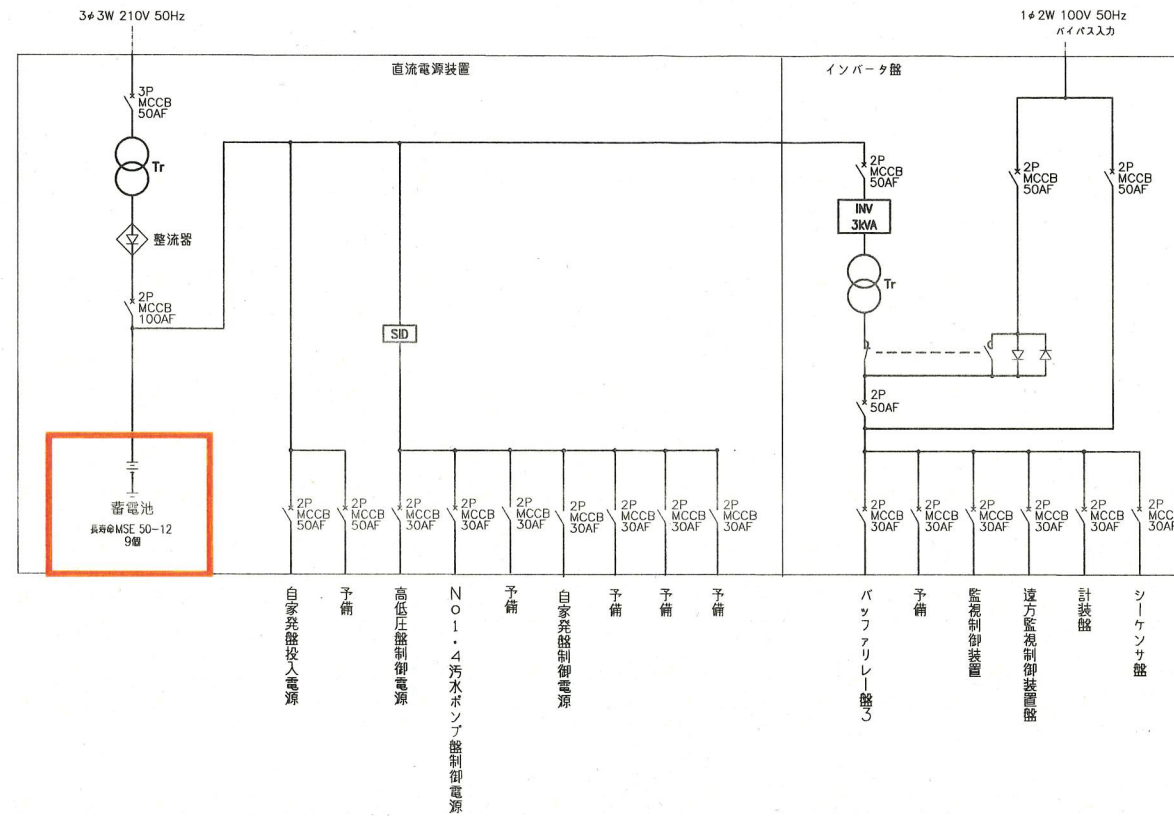 3φ3W 210V 50Hz
1φ2W 100V 50Hz
バイパス入力
直流電源装置
インバータ盤
3P
MCCB
50AF
Tr
整流器
2P
MCCB
100AF
SID
2P
MCCB
50AF
INV
3KVA
Tr
2P
MCCB
50AF
2P
MCCB
50AF
2P
50AF
蓄電池
長寿命MSE 50-12
9個
2P
MCCB
50AF
2P
MCCB
50AF
2P
MCCB
30AF
2P
MCCB
30AF
2P
MCCB
30AF
2P
MCCB
30AF
2P
MCCB
30AF
2P
MCCB
30AF
2P
MCCB
30AF
2P
MCCB
30AF
2P
MCCB
30AF
2P
MCCB
30AF
2P
MCCB
30AF
2P
MCCB
30AF
2P
MCC
30AF
自家発盤投入電源
予備
高低圧盤制御電源
No1・4汚水ポンプ盤制御電源
予備
自家発盤制御電源
予備
予備
予備
バッファリレー盤3
予備
監視制御装置
遠方監視制御装置盤
計装盤
シーケンサ盤